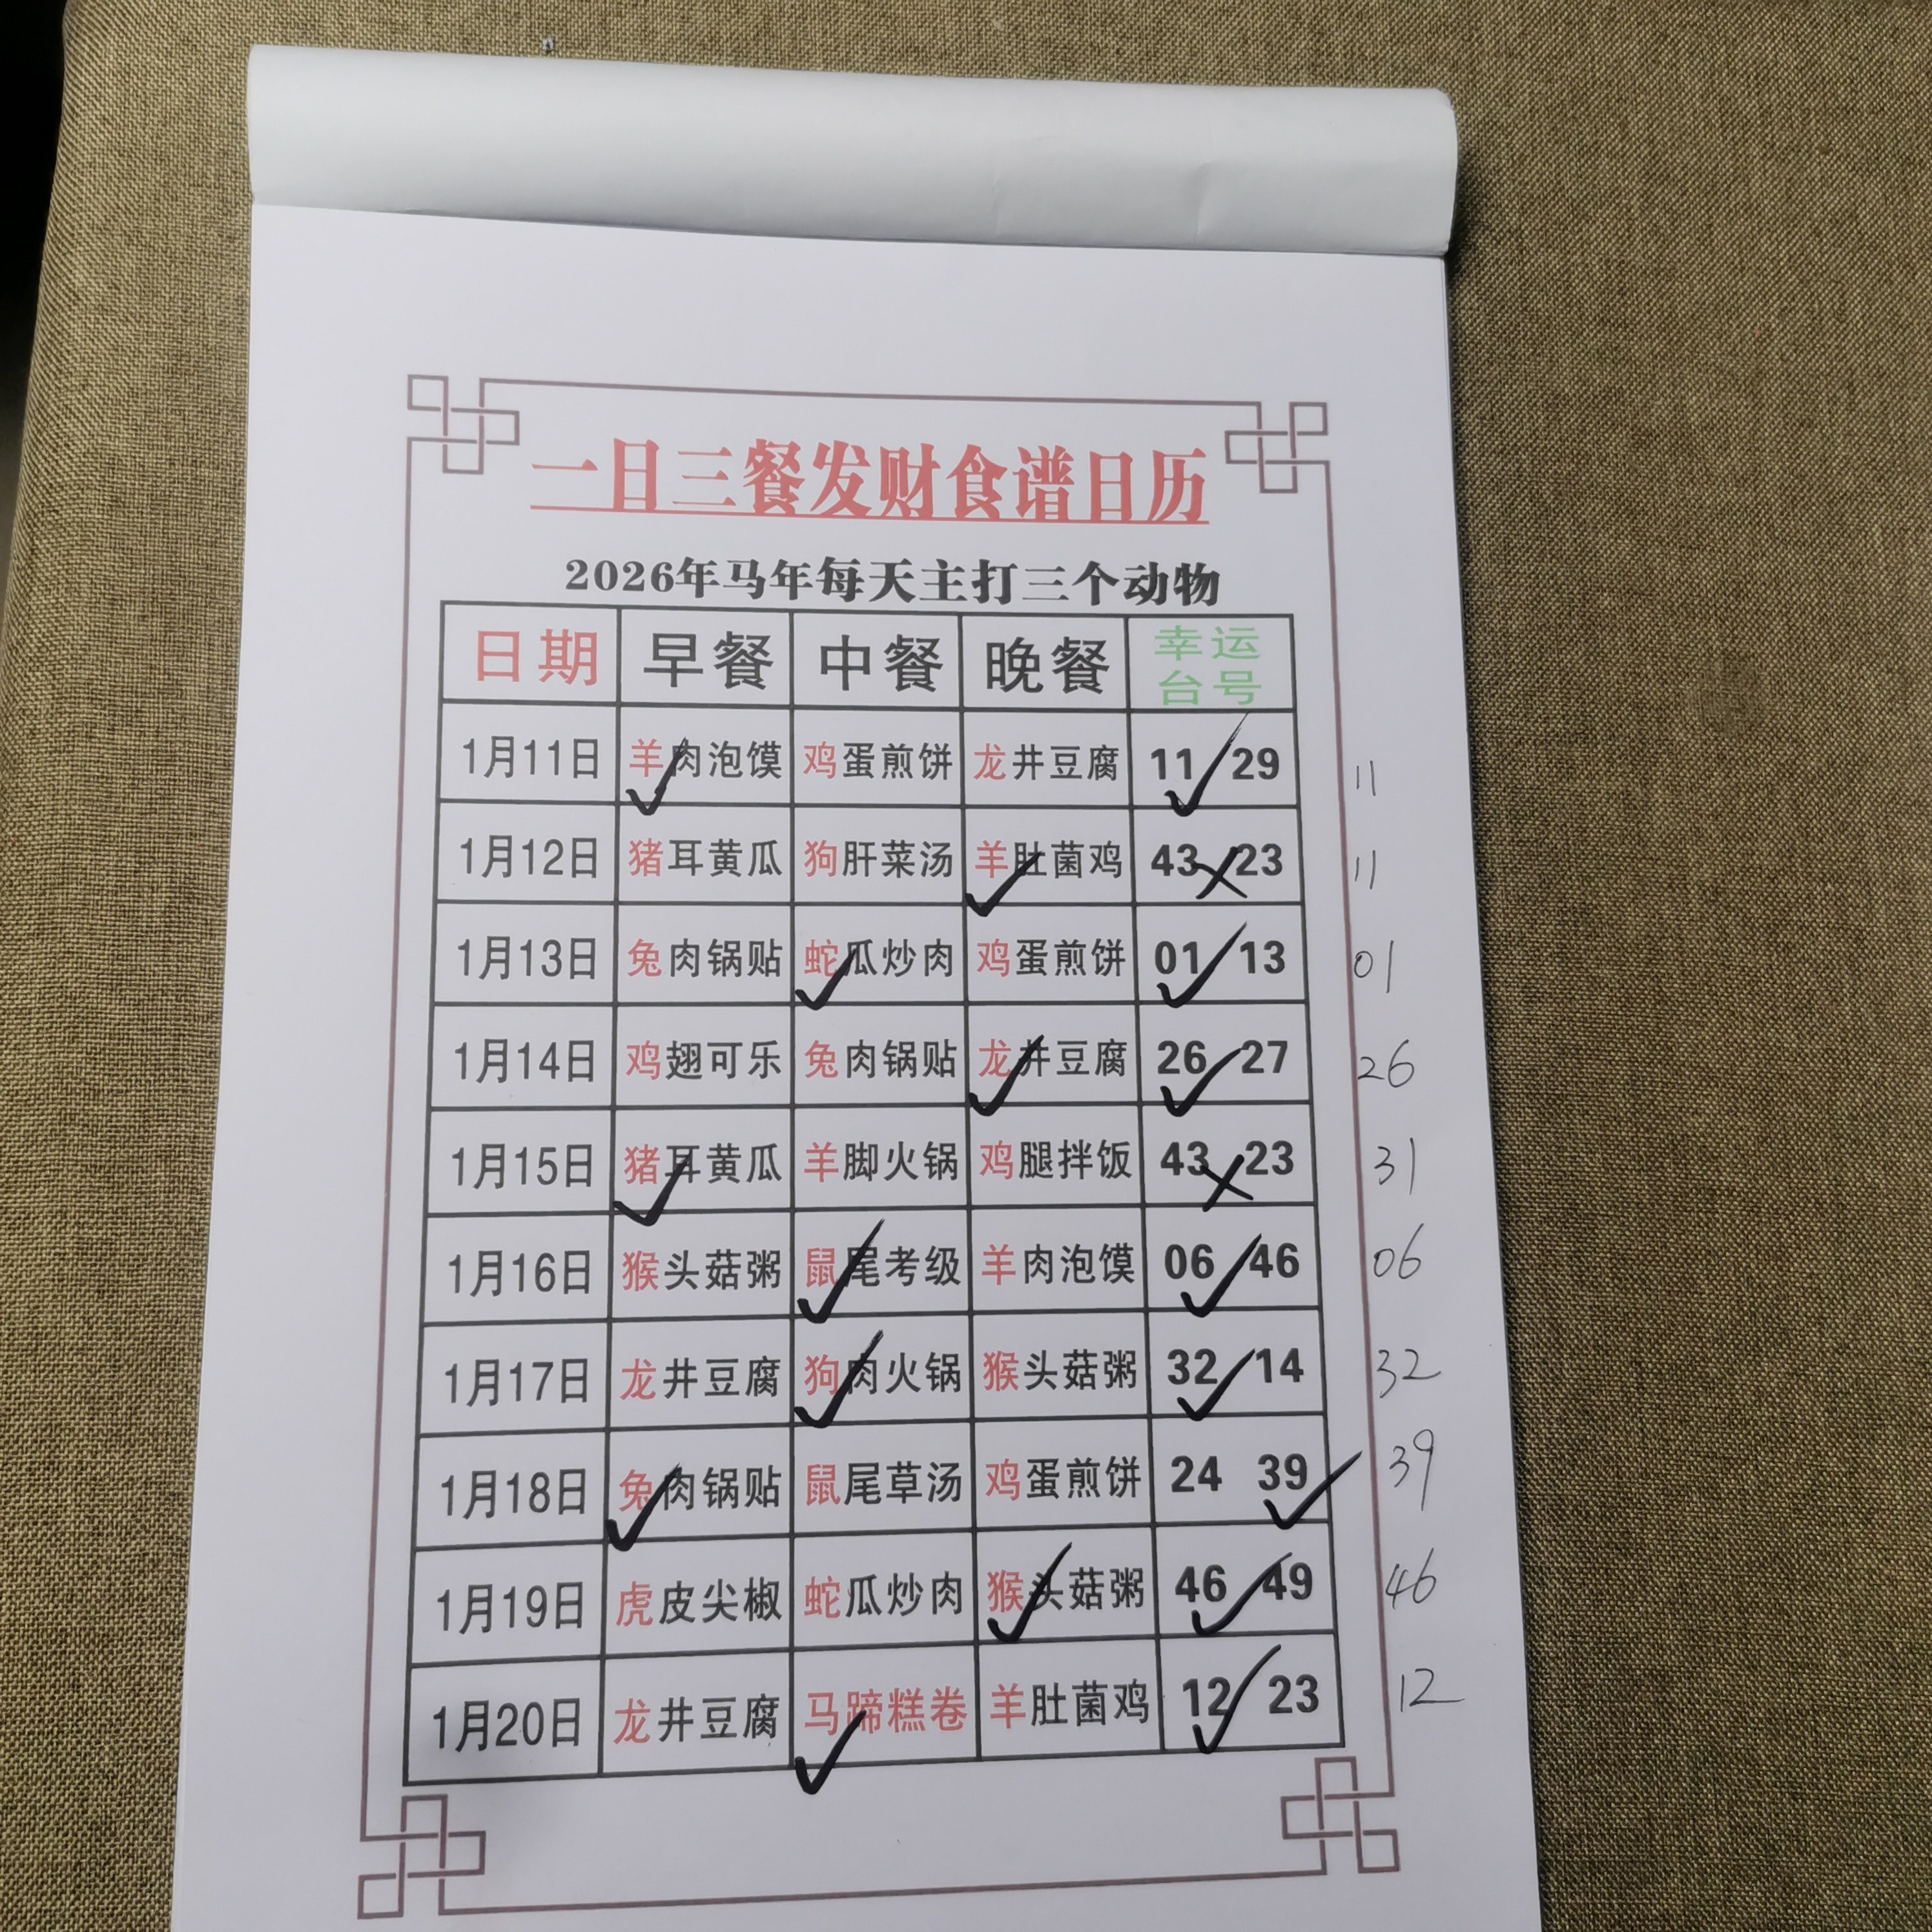 一日三餐发财食谱日历
2026年马年每天主打三个动物
日期 早餐 中餐 晚餐 幸运台号
1月11日 羊肉泡馍 鸡蛋煎饼 龙井豆腐 11 29 11
1月12日 猪耳黄瓜 狗肝菜汤 羊肚菌鸡 43 23 11
1月13日 兔肉锅贴 蛇瓜炒肉 鸡蛋煎饼 01 13 01
1月14日 鸡翅可乐 兔肉锅贴 龙井豆腐 26 27 26
1月15日 猪耳黄瓜 羊脚火锅 鸡腿拌饭 43 23 31
1月16日 猴头菇粥 鼠尾考级 羊肉泡馍 06 46 06
1月17日 龙井豆腐 狗肉火锅 猴头菇粥 32 14 32
1月18日 兔肉锅贴 鼠尾草汤 鸡蛋煎饼 24 39 39
1月19日 虎皮尖椒 蛇瓜炒肉 猴头菇粥 46 49 46
1月20日 龙井豆腐 马蹄糕卷 羊肚菌鸡 12 23 12